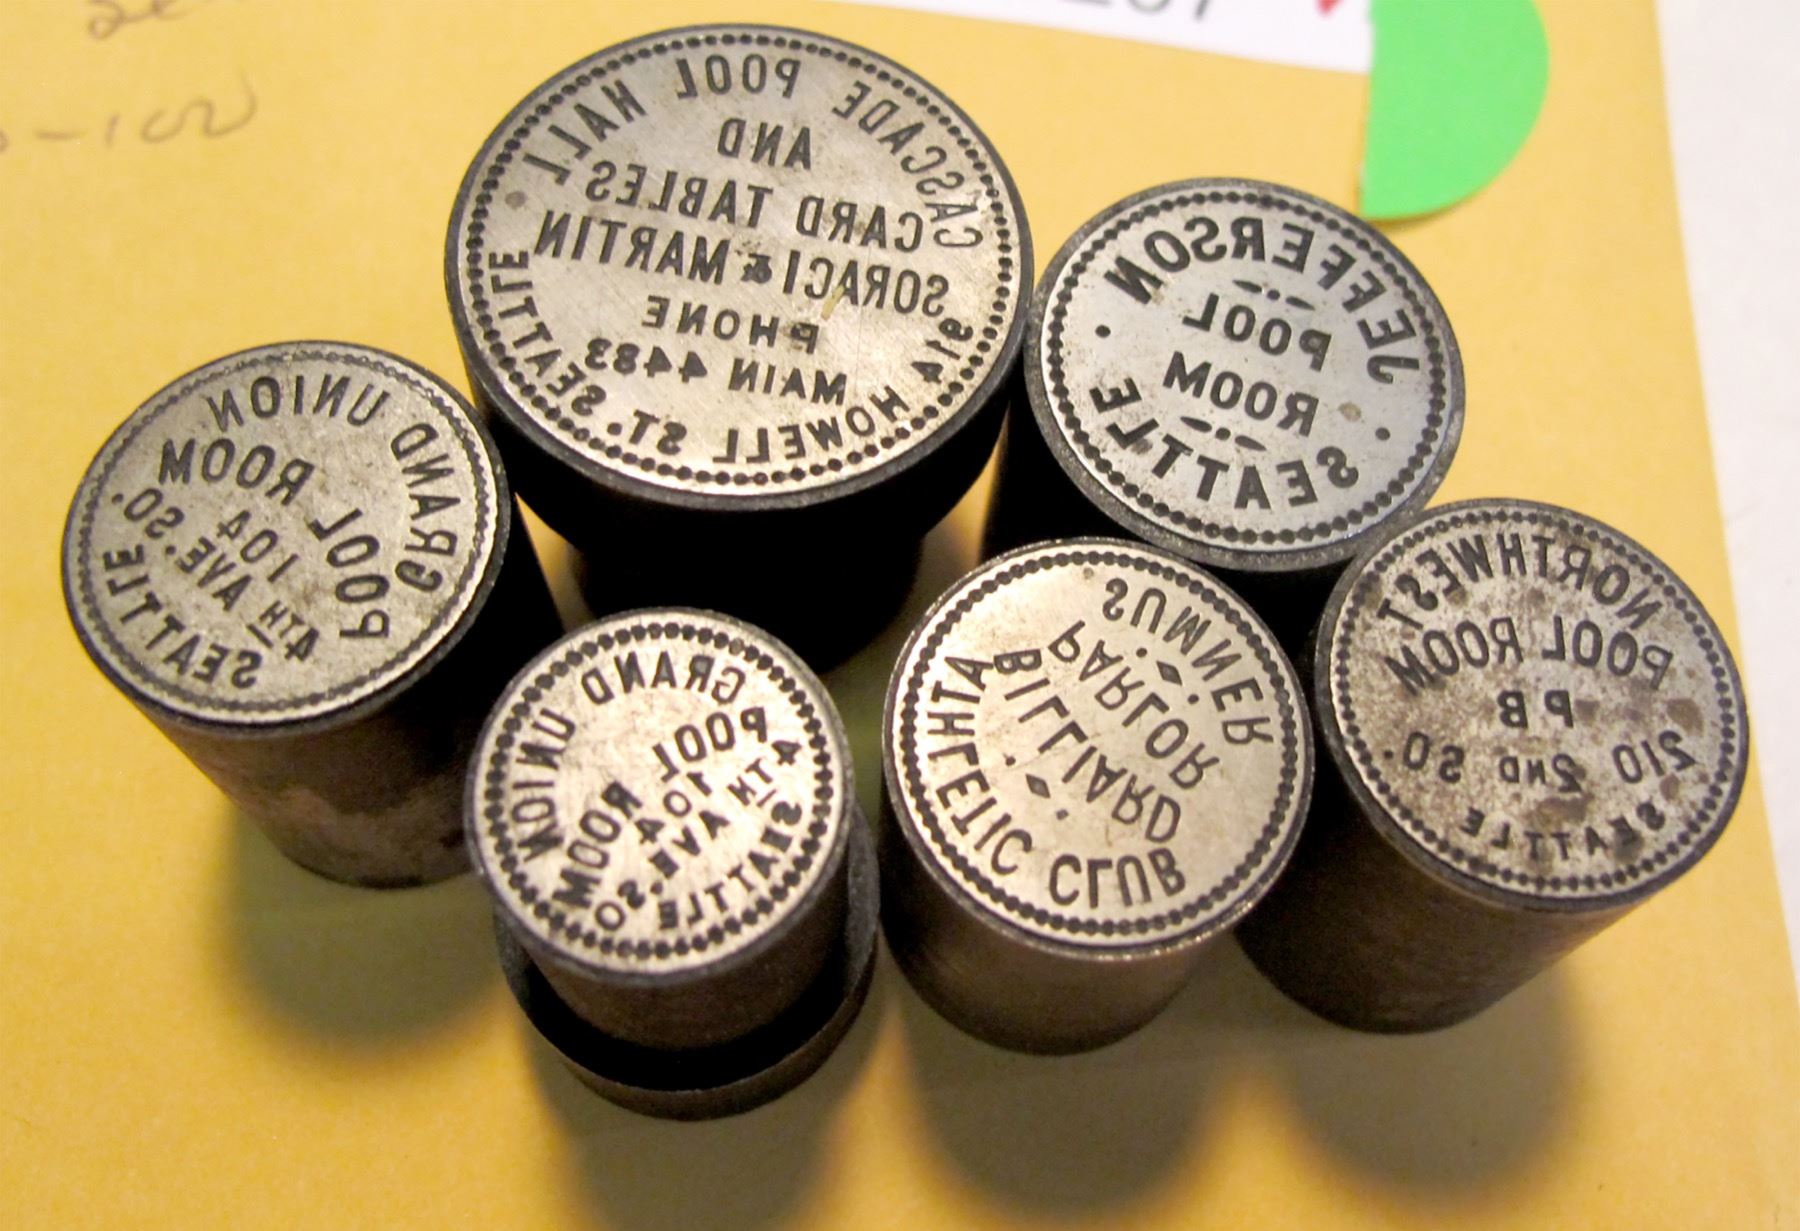 CASCADE POOL HALL
AND
CARD TABLES
SORACI & MARTIN
PHONE
MAIN 4483
914 HOWELL ST. SEATTLE
JEFFERSON
POOL
ROOM
SEATTLE
GRAND UNION
POOL ROOM
104
4TH AVE. SO.
SEATTLE
GRAND UNION
POOL ROOM
104
4TH AVE. SO.
SEATTLE
ATHLETIC CLUB
BILLIARD
PARLOR
SUMNER
NORTHWEST
POOL ROOM
PB
210 2ND SO.
SEATTLE